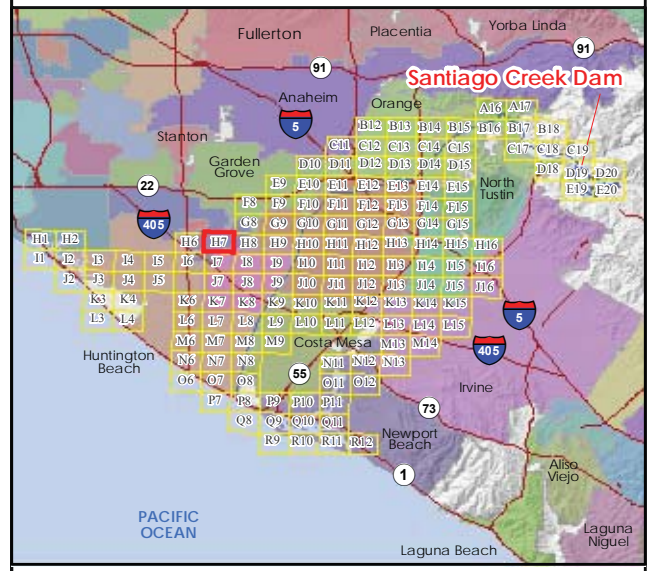 Fullerton
Placentia
Yorba Linda
91
91
Santiago Creek Dam
Anaheim
Orange
A16 A17
5
B12 B13 B14 B15 B16 B17 B18
Stanton
C11 C12 C13 C14 C15 C17 C18 C19
Garden
Grove
D10 D11 D12 D13 D14 D15 D18 D19 D20
22
E9 E10 E11 E12 E13 E14 E15 E19 E20
North
Tustin
F8 F9 F10 F11 F12 F13 F14 F15
405
G8 G9 G10 G11 G12 G13 G14 G15
H1 H2 H6 H7 H8 H9 H10 H11 H12 H13 H14 H15 H16
I1 I2 I3 I4 I5 I6 I7 I8 I9 I10 I11 I12 I13 I14 I15 I16
J2 J3 J4 J5 J7 J8 J9 J10 J11 J12 J13 J14 J15 J16
K3 K4 K6 K7 K8 K9 K10 K11 K12 K13 K14 K15
5
L3 L4 L6 L7 L8 L9 L10 L11 L12 L13 L14 L15
M6 M7 M8 M9 Costa Mesa M13 M14
405
Huntington
Beach
N6 N7 N8 N11 N12 N13
55
O6 O7 O8 O11 O12
Irvine
P7 P8 P9 P10 P11
73
Q8 Q9 Q10 Q11
Newport
Beach
R9 R10 R11 R12
1
Aliso
Viejo
PACIFIC
OCEAN
Laguna
Niguel
Laguna Beach